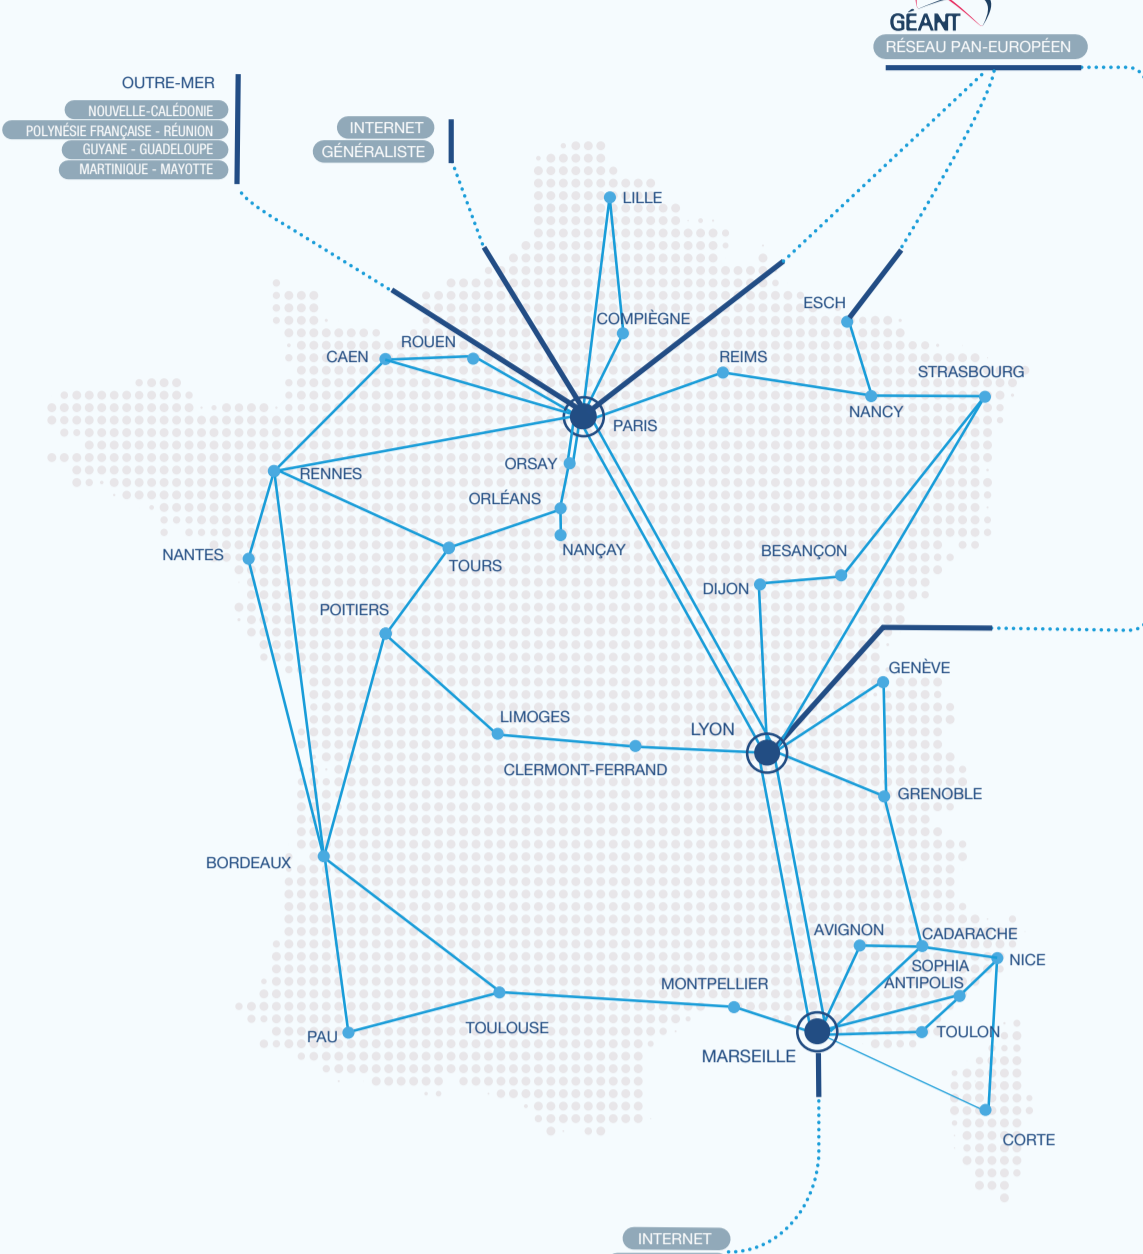 GÉANT
RÉSEAU PAN-EUROPÉEN
OUTRE-MER
NOUVELLE-CALÉDONIE
POLYNÉSIE FRANÇAISE - RÉUNION
GUYANE - GUADELOUPE
MARTINIQUE - MAYOTTE
INTERNET
GÉNÉRALISTE
LILLE
ESCH
COMPIÈGNE
ROUEN
CAEN
REIMS
STRASBOURG
NANCY
PARIS
ORSAY
RENNES
ORLÉANS
NANÇAY
BESANÇON
NANTES
TOURS
DIJON
POITIERS
GENÈVE
LIMOGES
LYON
CLERMONT-FERRAND
GRENOBLE
BORDEAUX
AVIGNON
CADARACHE
NICE
SOPHIA
ANTIPOLIS
MONTPELLIER
TOULOUSE
PAU
TOULON
MARSEILLE
CORTE
INTERNET